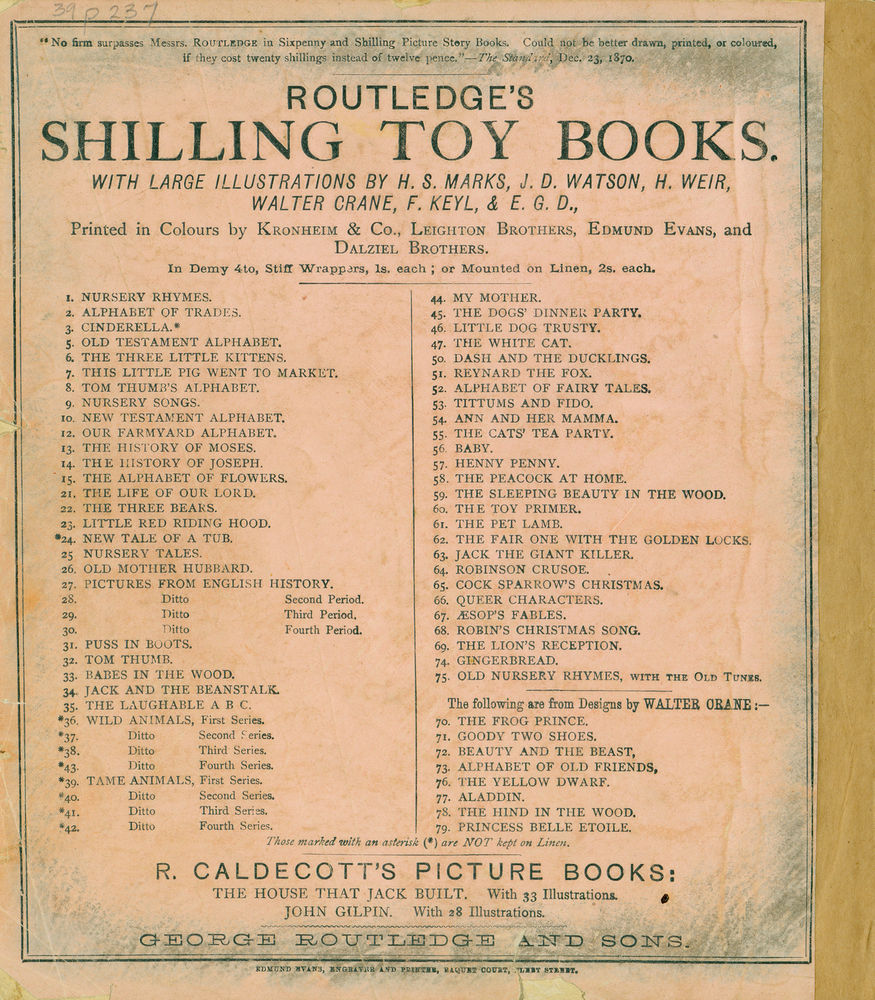 39 p 237
"No firm surpasses Messrs. ROUTLEDGE in Sixpenny and Shilling Picture Story Books. Could not be better drawn, printed, or coloured,
if they cost twenty shillings instead of twelve pence."—The Standard, Dec. 23, 1870.
ROUTLEDGE'S
SHILLING TOY BOOKS.
WITH LARGE ILLUSTRATIONS BY H. S. MARKS, J. D. WATSON, H. WEIR,
WALTER CRANE, F. KEYL, & E. G. D.,
Printed in Colours by KRONHEIM & Co., LEIGHTON BROTHERS, EDMUND EVANS, and
DALZIEL BROTHERS.
In Demy 4to, Stiff Wrappers, 1s. each; or Mounted on Linen, 2s. each.
1. NURSERY RHYMES.
2. ALPHABET OF TRADES.
3. CINDERELLA.*
5. OLD TESTAMENT ALPHABET.
6. THE THREE LITTLE KITTENS.
7. THIS LITTLE PIG WENT TO MARKET.
8. TOM THUMB'S ALPHABET.
9. NURSERY SONGS.
10. NEW TESTAMENT ALPHABET.
12. OUR FARMYARD ALPHABET.
13. THE HISTORY OF MOSES.
14. THE HISTORY OF JOSEPH.
15. THE ALPHABET OF FLOWERS.
21. THE LIFE OF OUR LORD.
22. THE THREE BEARS.
23. LITTLE RED RIDING HOOD.
*24. NEW TALE OF A TUB.
25 NURSERY TALES.
26. OLD MOTHER HUBBARD.
27. PICTURES FROM ENGLISH HISTORY.
28. Ditto Second Period.
29. Ditto Third Period.
30. Ditto Fourth Period.
31. PUSS IN BOOTS.
32. TOM THUMB.
33. BABES IN THE WOOD.
34. JACK AND THE BEANSTALK.
35. THE LAUGHABLE A B C.
*36. WILD ANIMALS, First Series.
*37. Ditto Second Series.
*38. Ditto Third Series.
*43. Ditto Fourth Series.
*39. TAME ANIMALS, First Series.
*40. Ditto Second Series.
*41. Ditto Third Series.
*42. Ditto Fourth Series.
44. MY MOTHER.
45. THE DOGS' DINNER PARTY.
46. LITTLE DOG TRUSTY.
47. THE WHITE CAT.
50. DASH AND THE DUCKLINGS.
51. REYNARD THE FOX.
52. ALPHABET OF FAIRY TALES.
53. TITTUMS AND FIDO.
54. ANN AND HER MAMMA.
55. THE CATS' TEA PARTY.
56. BABY.
57. HENNY PENNY.
58. THE PEACOCK AT HOME.
59. THE SLEEPING BEAUTY IN THE WOOD.
60. THE TOY PRIMER.
61. THE PET LAMB.
62. THE FAIR ONE WITH THE GOLDEN LOCKS.
63. JACK THE GIANT KILLER.
64. ROBINSON CRUSOE.
65. COCK SPARROW'S CHRISTMAS.
66. QUEER CHARACTERS.
67. ÆSOP'S FABLES.
68. ROBIN'S CHRISTMAS SONG.
69. THE LION'S RECEPTION.
74. GINGERBREAD.
75. OLD NURSERY RHYMES, WITH THE OLD TUNES.
The following are from Designs by WALTER CRANE:—
70. THE FROG PRINCE.
71. GOODY TWO SHOES.
72. BEAUTY AND THE BEAST,
73. ALPHABET OF OLD FRIENDS,
76. THE YELLOW DWARF.
77. ALADDIN.
78. THE HIND IN THE WOOD.
79. PRINCESS BELLE ETOILE.
Those marked with an asterisk (*) are NOT kept on Linen.
R. CALDECOTT'S PICTURE BOOKS:
THE HOUSE THAT JACK BUILT. With 33 Illustrations.
JOHN GILPIN. With 28 Illustrations.
GEORGE ROUTLEDGE AND SONS.
EDMUND EVANS, ENGRAVER AND PRINTER, RAQUET COURT, FLEET STREET.